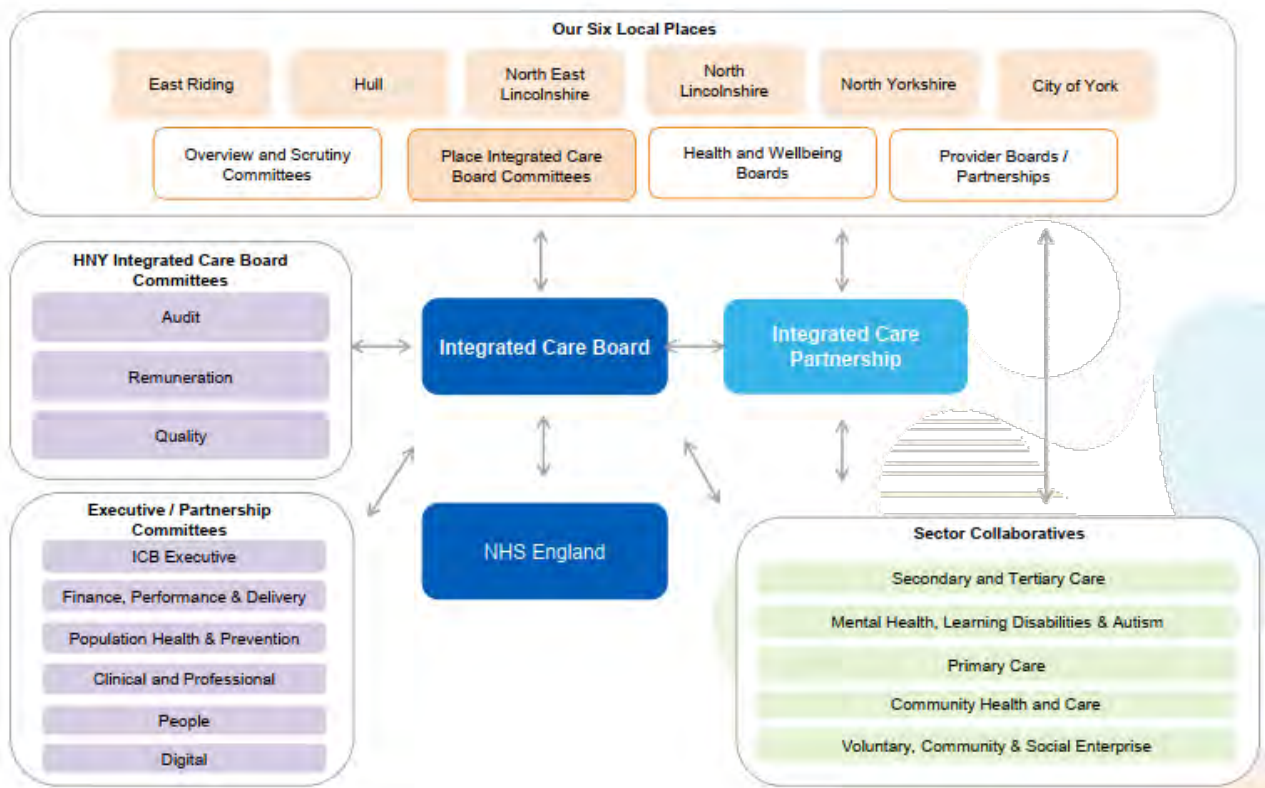 Our Six Local Places
East Riding
Hull
North East
Lincolnshire
North
Lincolnshire
North Yorkshire
City of York
Overview and Scrutiny
Committees
Place Integrated Care
Board Committees
Health and Wellbeing
Boards
Provider Boards /
Partnerships
HNY Integrated Care Board
Committees
Audit
Remuneration
Quality
Integrated Care Board
Integrated Care
Partnership
NHS England
Executive / Partnership
Committees
ICB Executive
Finance, Performance & Delivery
Population Health & Prevention
Clinical and Professional
People
Digital
Sector Collaboratives
Secondary and Tertiary Care
Mental Health, Learning Disabilities & Autism
Primary Care
Community Health and Care
Voluntary, Community & Social Enterprise